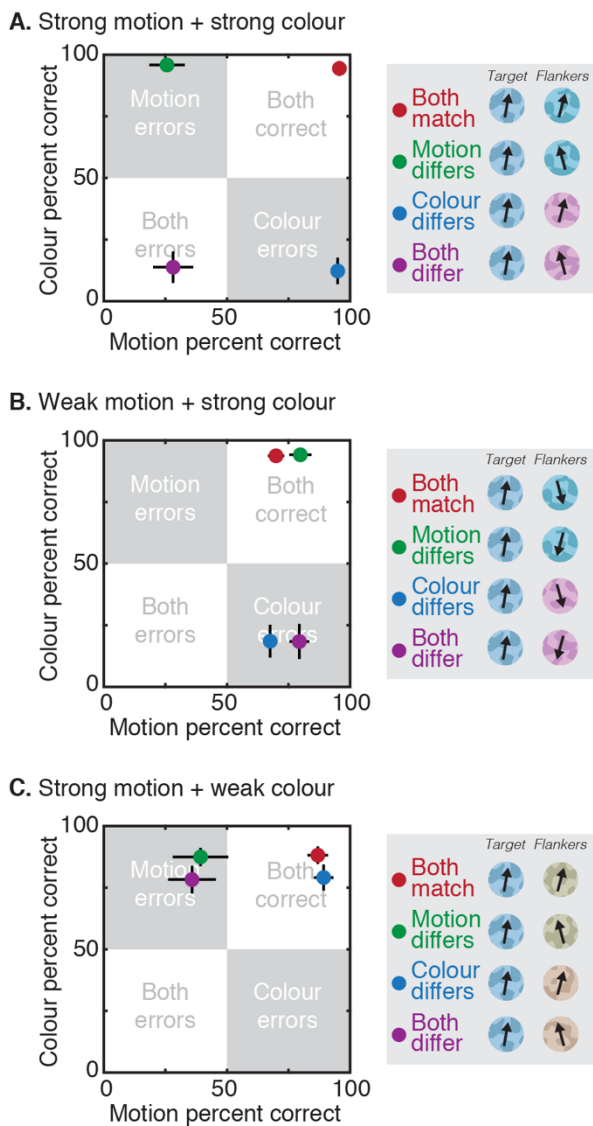 A. Strong motion + strong colour
Colour percent correct
100
50
0
Motion errors
Both correct
Both errors
Colour errors
0
50
100
Motion percent correct
Target Flankers
Both match
Motion differs
Colour differs
Both differ
B. Weak motion + strong colour
Colour percent correct
100
50
0
Motion errors
Both correct
Both errors
Colour errors
0
50
100
Motion percent correct
Target Flankers
Both match
Motion differs
Colour differs
Both differ
C. Strong motion + weak colour
Colour percent correct
100
50
0
Motion errors
Both correct
Both errors
Colour errors
0
50
100
Motion percent correct
Target Flankers
Both match
Motion differs
Colour differs
Both differ